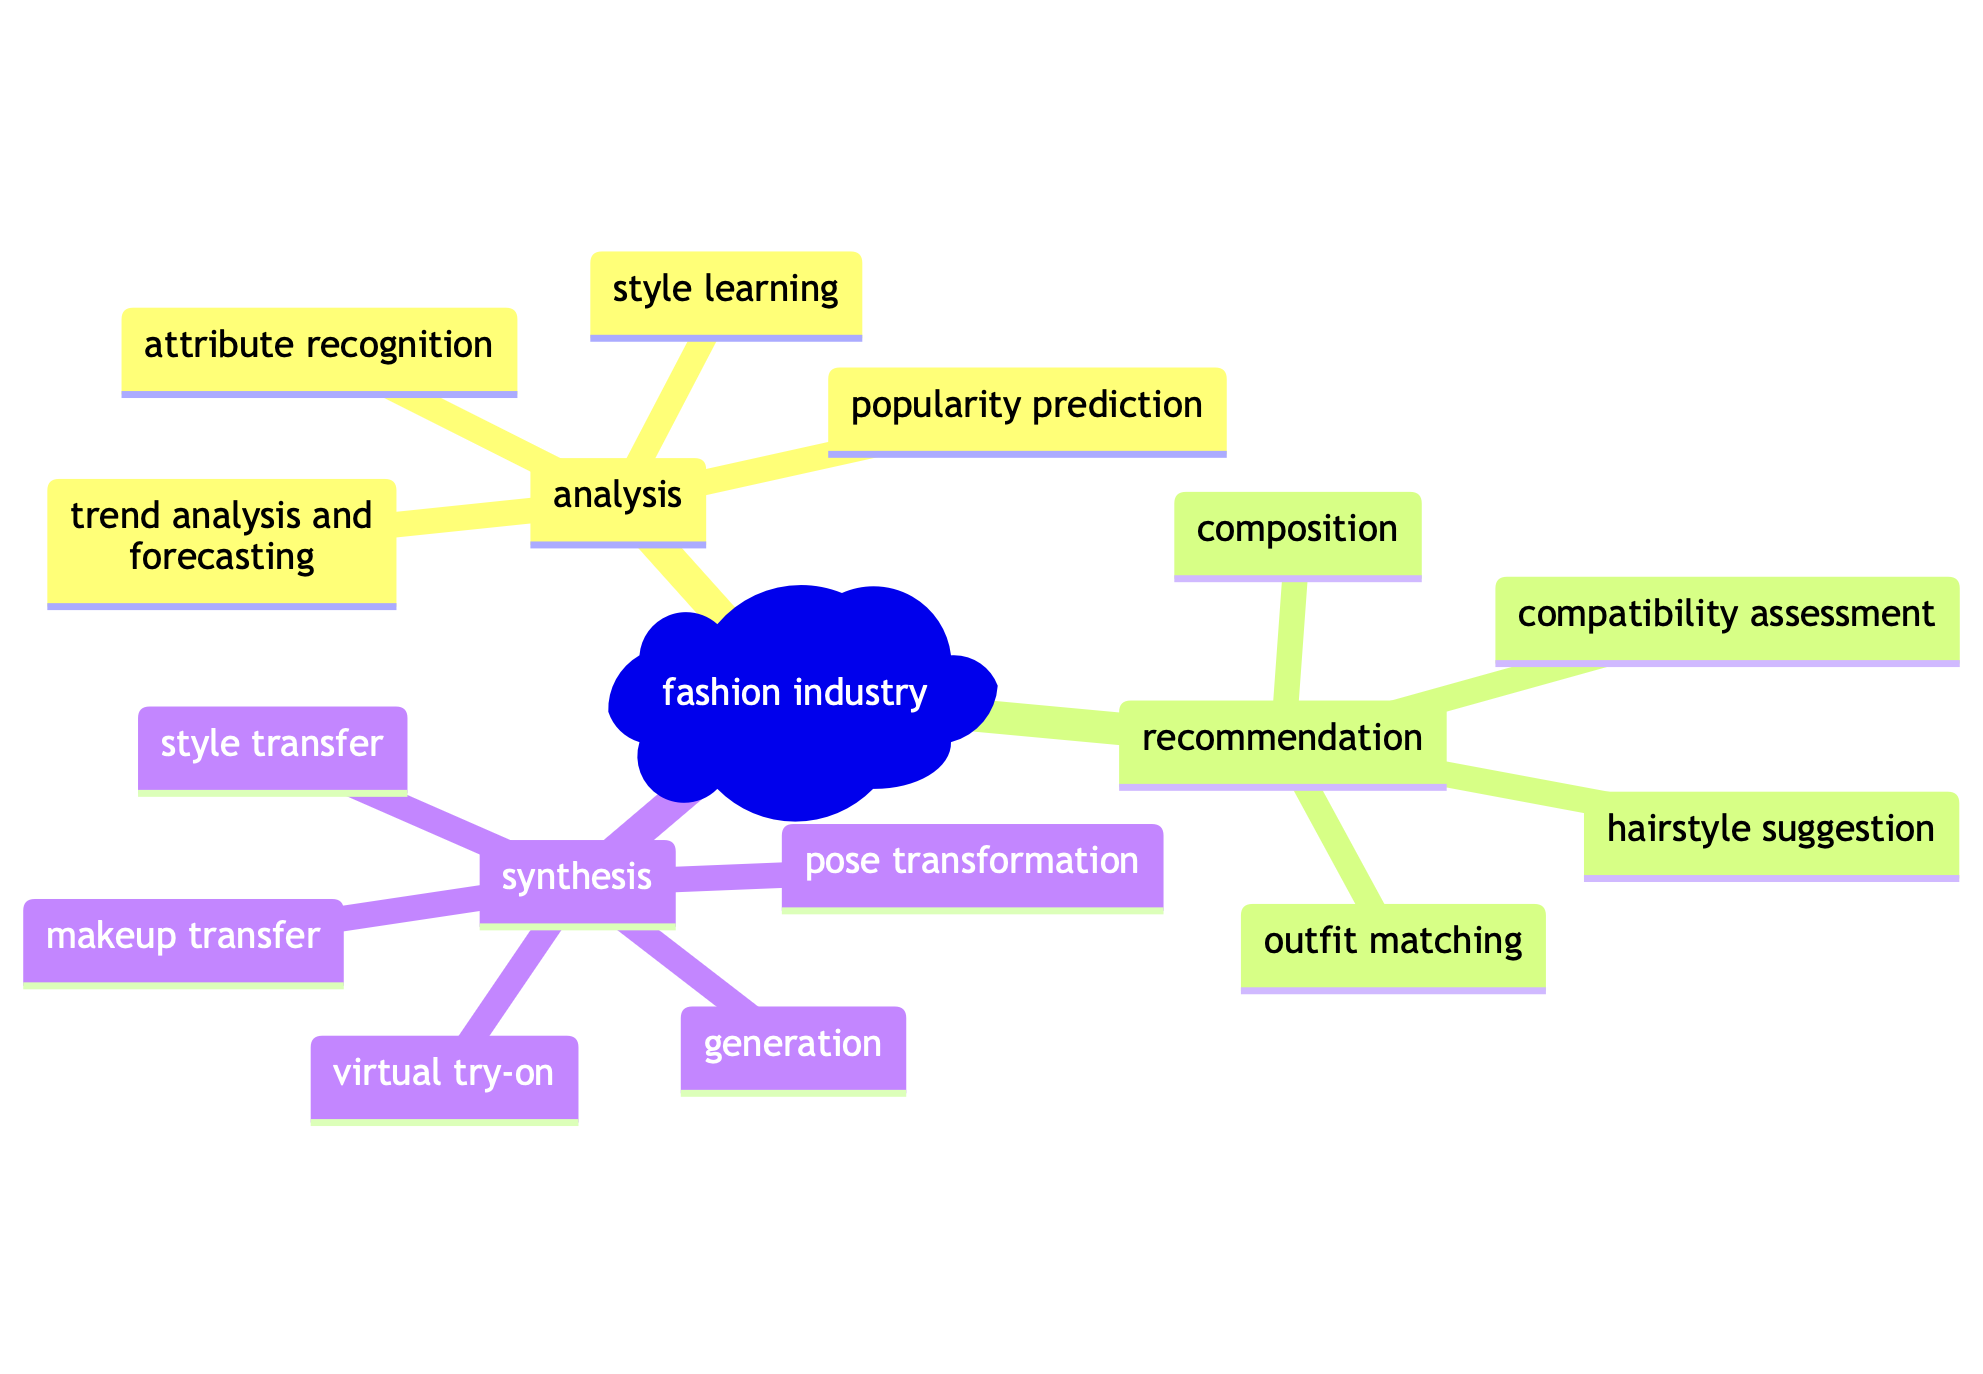 style learning
attribute recognition
popularity prediction
analysis
trend analysis and
forecasting
composition
compatibility assessment
fashion industry
recommendation
style transfer
hairstyle suggestion
pose transformation
synthesis
makeup transfer
outfit matching
generation
virtual try-on